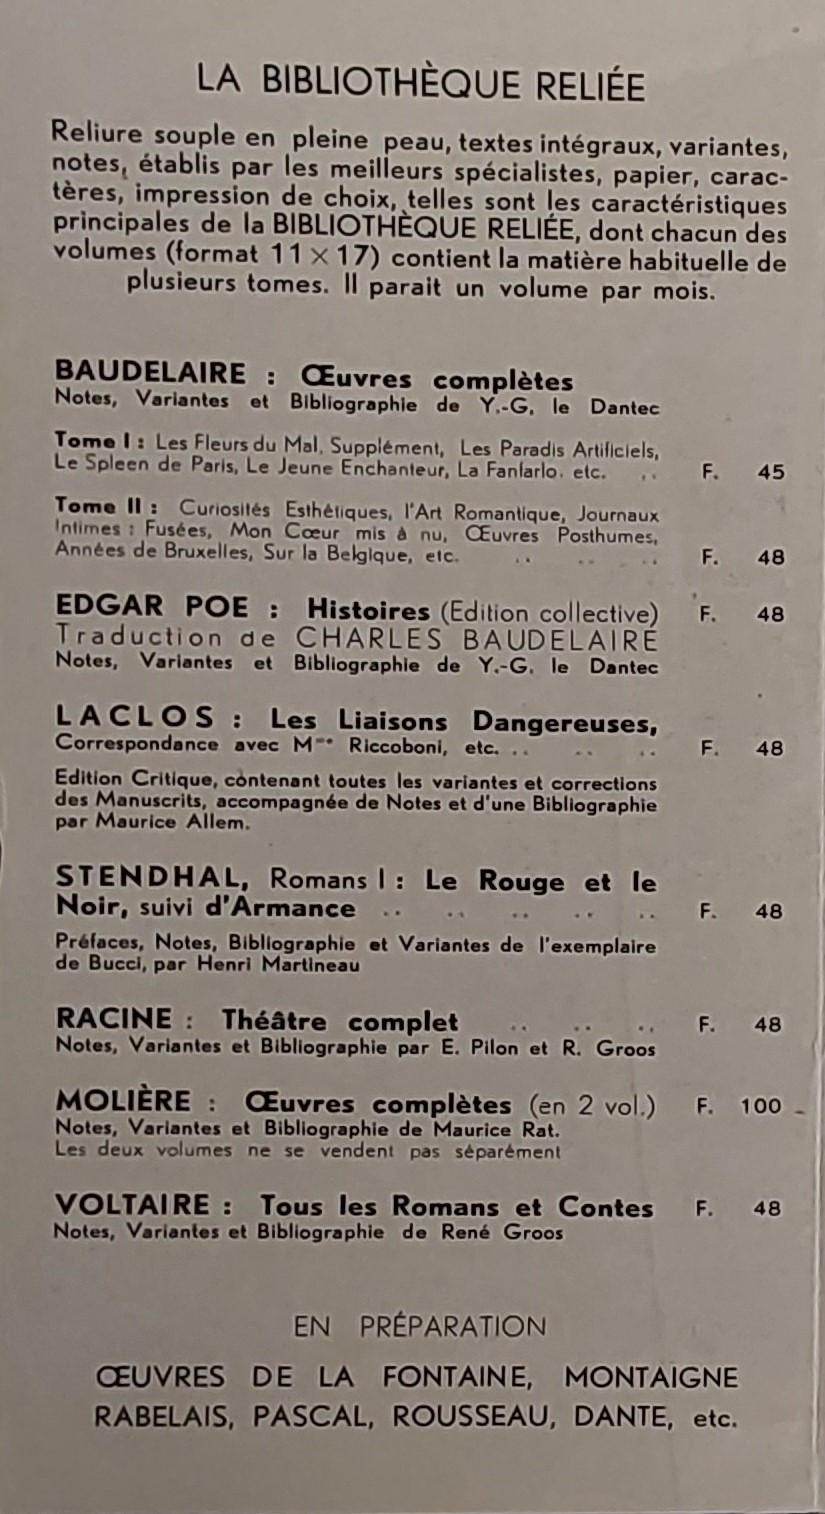 LA BIBLIOTHÈQUE RELIÉE
Reliure souple en pleine peau, textes intégraux, variantes,
notes, établis par les meilleurs spécialistes, papier, carac-
tères, impression de choix, telles sont les caractéristiques
principales de la BIBLIOTHÈQUE RELIÉE, dont chacun des
volumes (format 11 × 17) contient la matière habituelle de
plusieurs tomes. Il parait un volume par mois.
BAUDELAIRE : Œuvres complètes
Notes, Variantes et Bibliographie de Y.-G. le Dantec
Tome I : Les Fleurs du Mal, Supplément, Les Paradis Artificiels,
Le Spleen de Paris, Le Jeune Enchanteur, La Fanfarlo, etc. .. F. 45
Tome II : Curiosités Esthétiques, l'Art Romantique, Journaux
Intimes : Fusées, Mon Cœur mis à nu, Œuvres Posthumes,
Années de Bruxelles, Sur la Belgique, etc. .. .. .. F. 48
EDGAR POE : Histoires (Edition collective) F. 48
Traduction de CHARLES BAUDELAIRE
Notes, Variantes et Bibliographie de Y.-G. le Dantec
LACLOS : Les Liaisons Dangereuses,
Correspondance avec Mme Riccoboni, etc. .. .. .. F. 48
Edition Critique, contenant toutes les variantes et corrections
des Manuscrits, accompagnée de Notes et d'une Bibliographie
par Maurice Allem.
STENDHAL, Romans I : Le Rouge et le
Noir, suivi d'Armance .. .. .. .. .. F. 48
Préfaces, Notes, Bibliographie et Variantes de l'exemplaire
de Bucci, par Henri Martineau
RACINE : Théâtre complet .. .. .. F. 48
Notes, Variantes et Bibliographie par E. Pilon et R. Groos
MOLIÈRE : Œuvres complètes (en 2 vol.) F. 100
Notes, Variantes et Bibliographie de Maurice Rat.
Les deux volumes ne se vendent pas séparément
VOLTAIRE : Tous les Romans et Contes F. 48
Notes, Variantes et Bibliographie de René Groos
EN PRÉPARATION
ŒUVRES DE LA FONTAINE, MONTAIGNE
RABELAIS, PASCAL, ROUSSEAU, DANTE, etc.